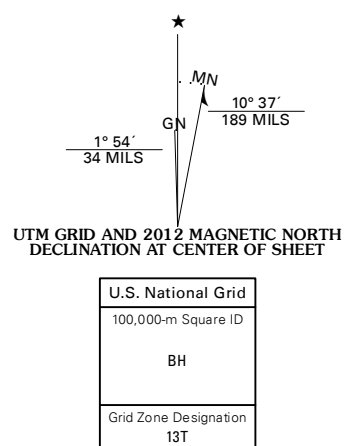 ★
MN
GN
1° 54´
34 MILS
10° 37´
189 MILS
UTM GRID AND 2012 MAGNETIC NORTH
DECLINATION AT CENTER OF SHEET
U.S. National Grid
100,000-m Square ID
BH
Grid Zone Designation
13T